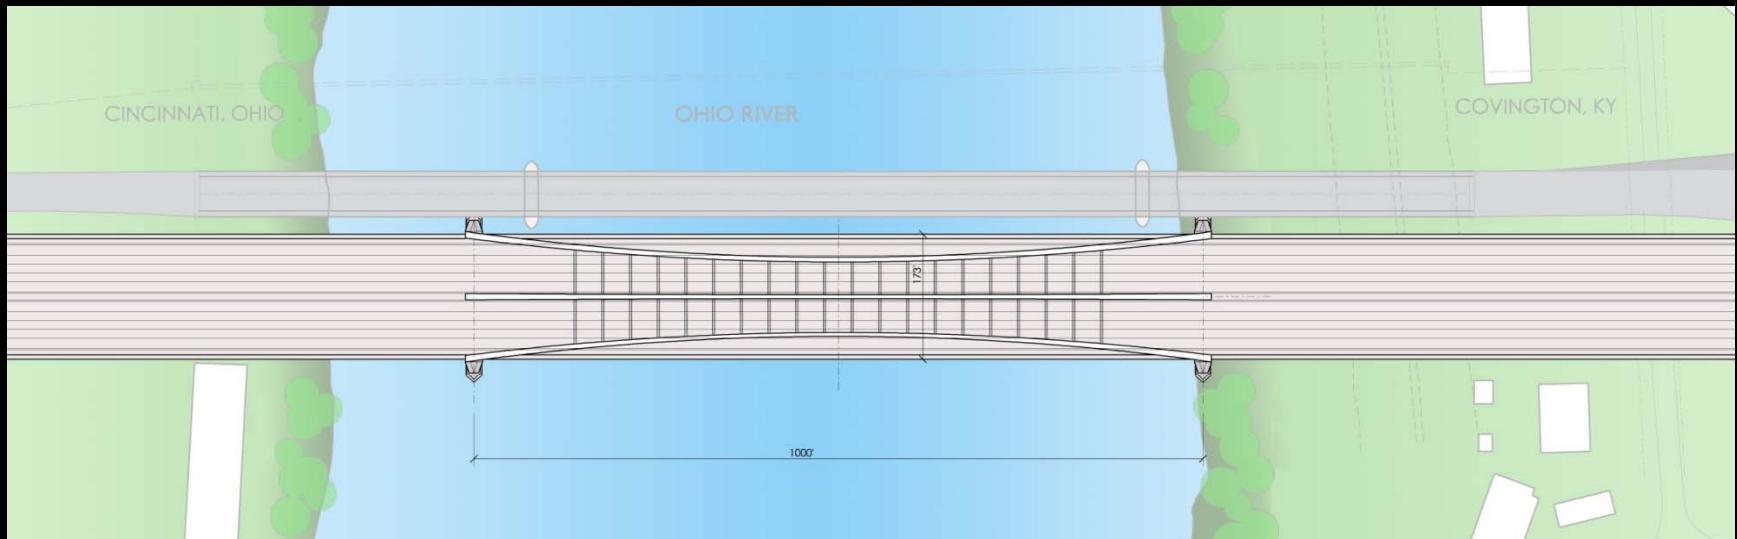 CINCINNATI, OHIO
OHIO RIVER
COVINGTON, KY
173'
1000'